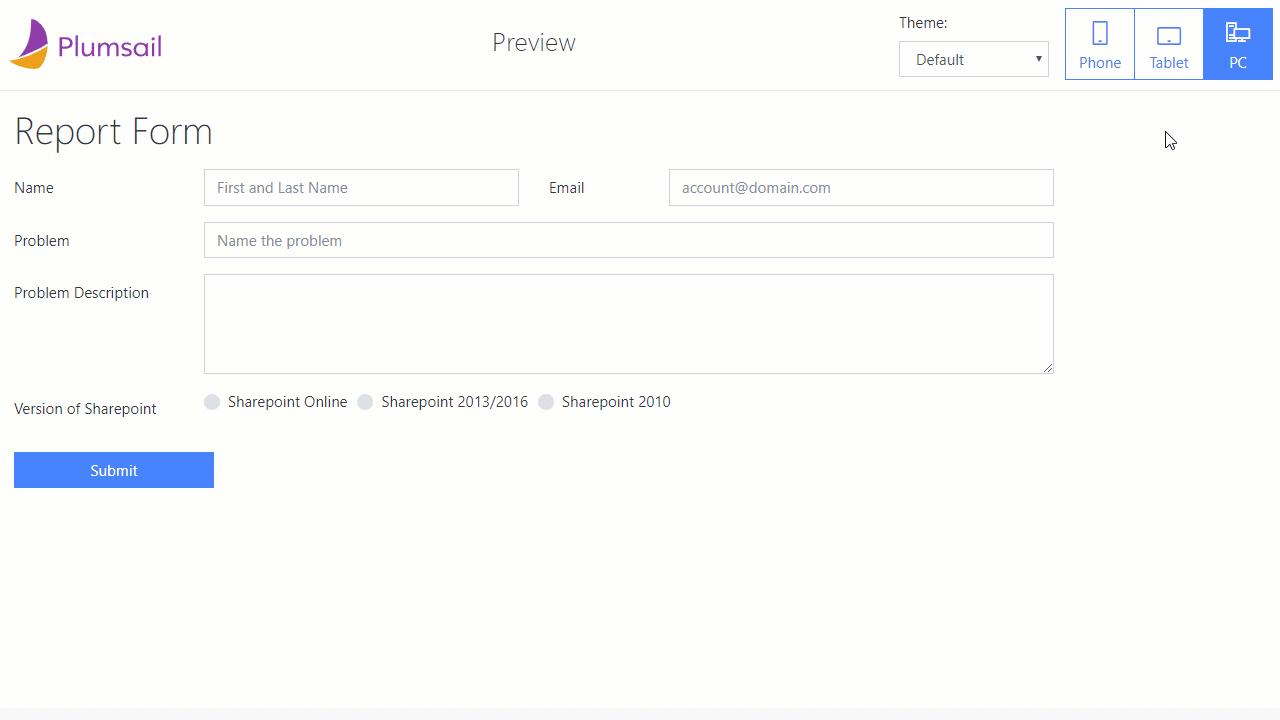 Plumsail
Preview
Theme:
Default
Phone
Tablet
PC
Report Form
Name
First and Last Name
Email
account@domain.com
Problem
Name the problem
Problem Description
Version of Sharepoint
Sharepoint Online
Sharepoint 2013/2016
Sharepoint 2010
Submit